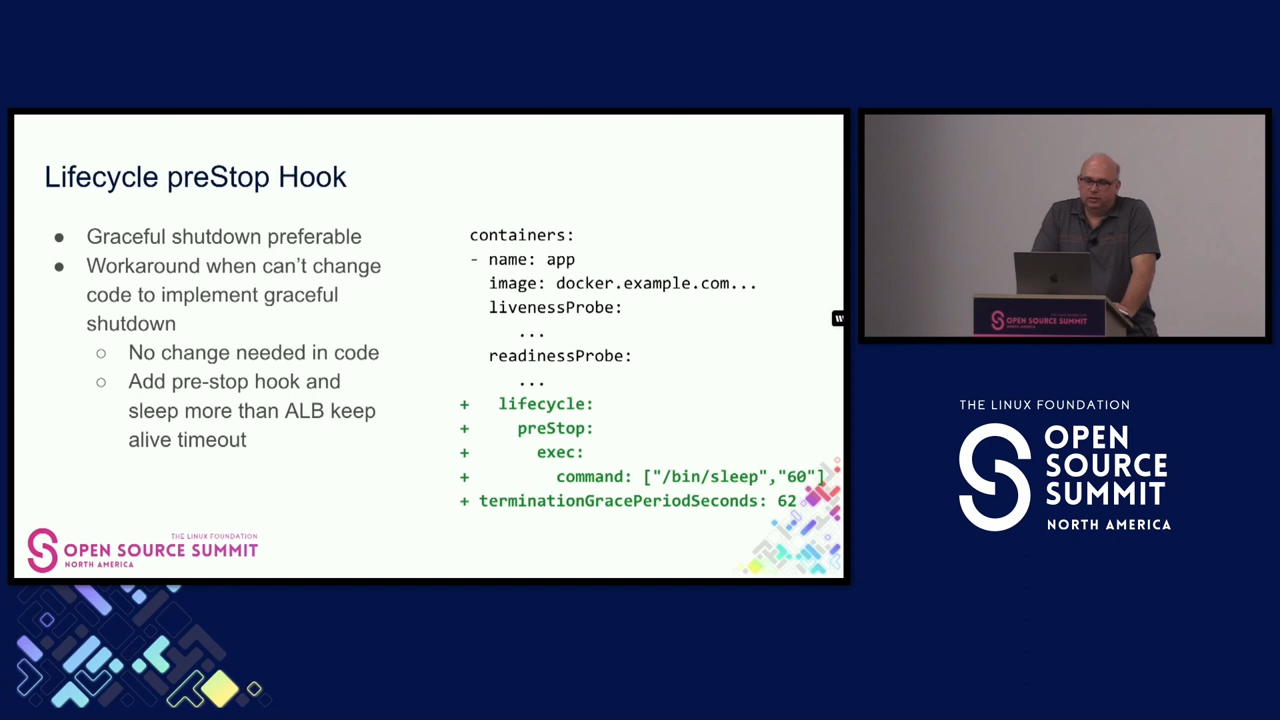 Lifecycle preStop Hook
● Graceful shutdown preferable
● Workaround when can’t change
code to implement graceful
shutdown
○ No change needed in code
○ Add pre-stop hook and
sleep more than ALB keep
alive timeout
containers:
- name: app
image: docker.example.com...
livenessProbe:
...
readinessProbe:
...
+ lifecycle:
+ preStop:
+ exec:
+ command: ["/bin/sleep","60"]
+ terminationGracePeriodSeconds: 62
THE LINUX FOUNDATION
OPEN SOURCE SUMMIT
NORTH AMERICA
OPEN SOURCE SUMMIT
THE LINUX FOUNDATION
OPEN
SOURCE
SUMMIT
NORTH AMERICA